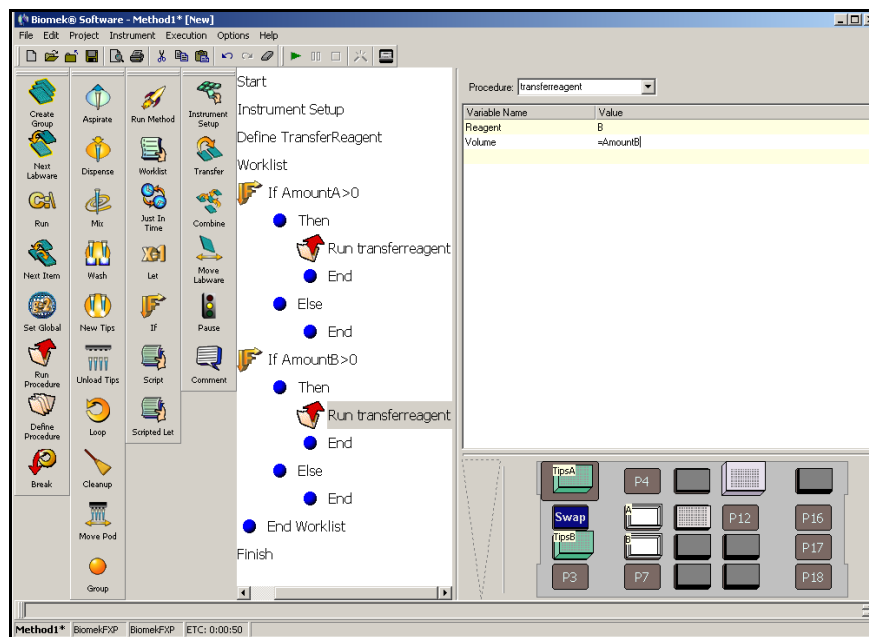 Biomek® Software - Method1* [New]
File Edit Project Instrument Execution Options Help
Create Group
Next Labware
C:\
Run
Next Item
Set Global
Run Procedure
Define Procedure
Break
Aspirate
Dispense
Mix
Wash
New Tips
Unload Tips
Loop
Cleanup
Move Pod
Group
Run Method
Worklist
Just In Time
Let
If
Script
Scripted Let
Instrument Setup
Transfer
Combine
Move Labware
Pause
Comment
Start
Instrument Setup
Define TransferReagent
Worklist
If AmountA>0
Then
Run transferreagent
End
Else
End
If AmountB>0
Then
Run transferreagent
End
Else
End
End Worklist
Finish
Procedure: transferreagent
Variable Name Value
Reagent B
Volume =AmountB
TipsA P4
Swap A P12 P16
TipsB B P17
P3 P7 P18
Method1* BiomekFXP BiomekFXP ETC: 0:00:50